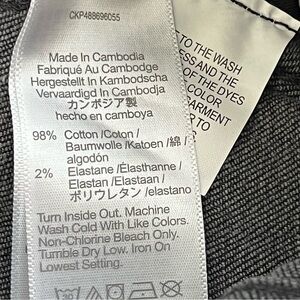 CKP488696055
Made In Cambodia
Fabriqué Au Cambodge
Hergestellt In Kambodscha
Vervaardigd In Cambodja
カンボジア製
hecho en camboya
98% Cotton /Coton /
Baumwolle /Katoen / 綿 /
algodón
2% Elastane /Élasthanne /
Elastan /Elastaan /
ポリウレタン /elastano
Turn Inside Out. Machine
Wash Cold With Like Colors.
Non-Chlorine Bleach Only.
Tumble Dry Low. Iron On
Lowest Setting.
TO THE WASH
SS AND THE
OF THE DYES
COLOR
GARMENT
R TO